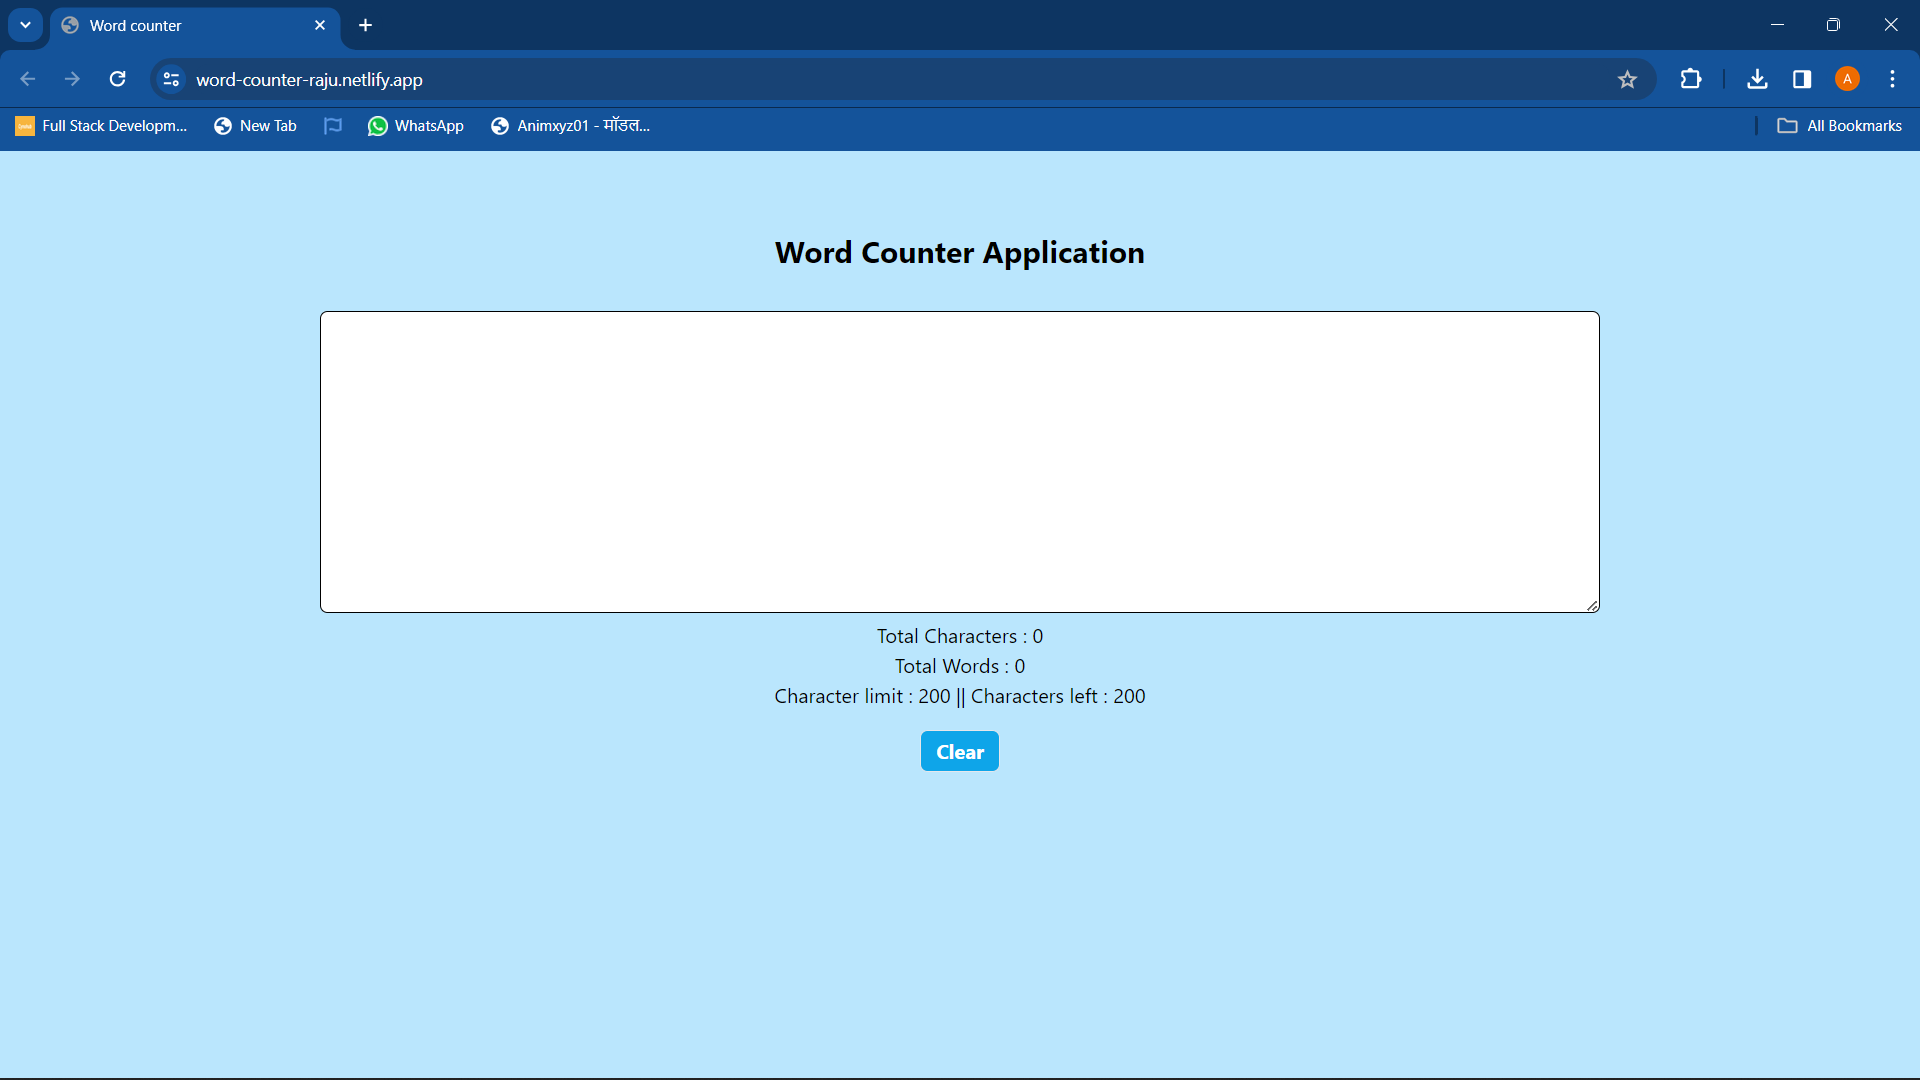 Word counter
word-counter-raju.netlify.app
A
Full Stack Developm...
New Tab
WhatsApp
Animxyz01 - मॉडल...
All Bookmarks
Word Counter Application
Total Characters : 0
Total Words : 0
Character limit : 200 || Characters left : 200
Clear